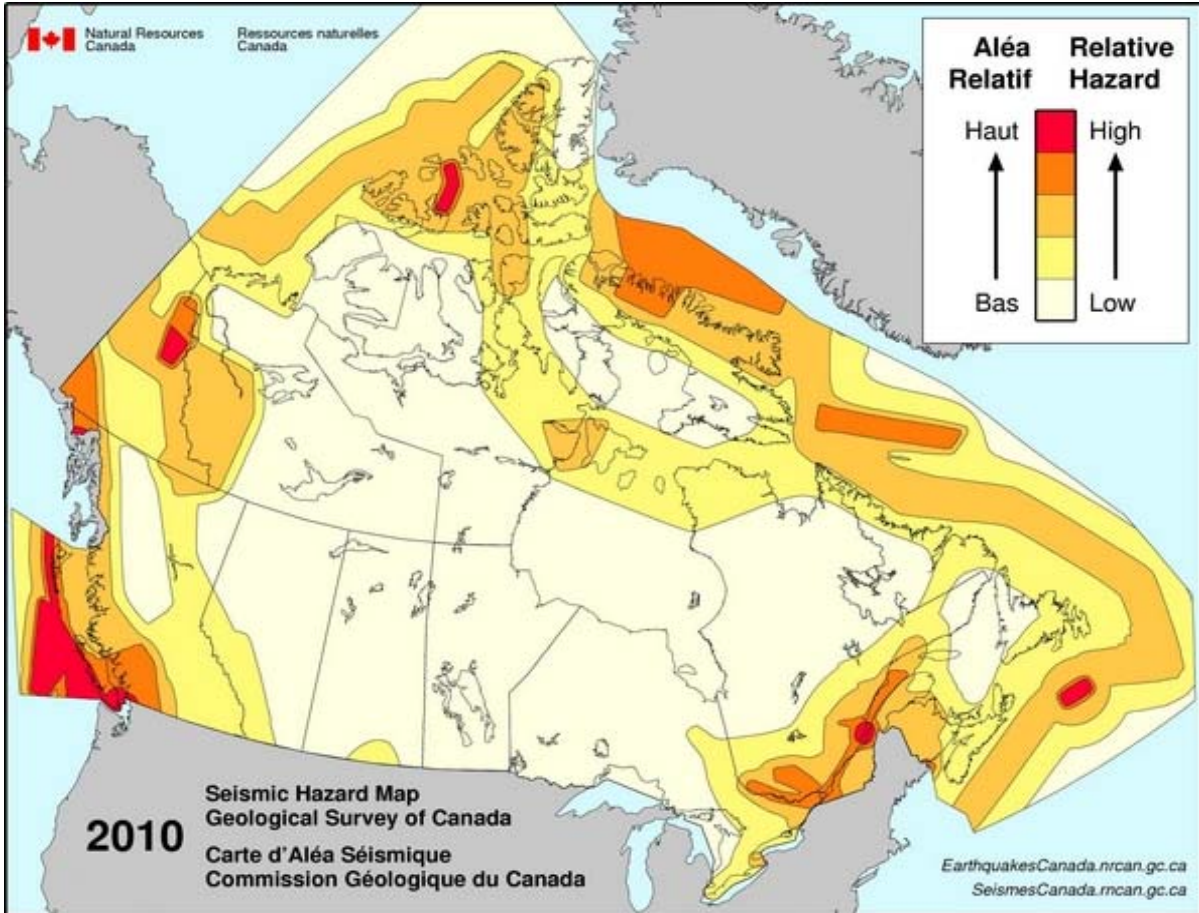 Natural Resources
Canada
Ressources naturelles
Canada
Aléa
Relatif
Relative
Hazard
Haut
High
Bas
Low
2010
Seismic Hazard Map
Geological Survey of Canada
Carte d'Aléa Séismique
Commission Géologique du Canada
EarthquakesCanada.nrcan.gc.ca
SeismesCanada.rncan.gc.ca